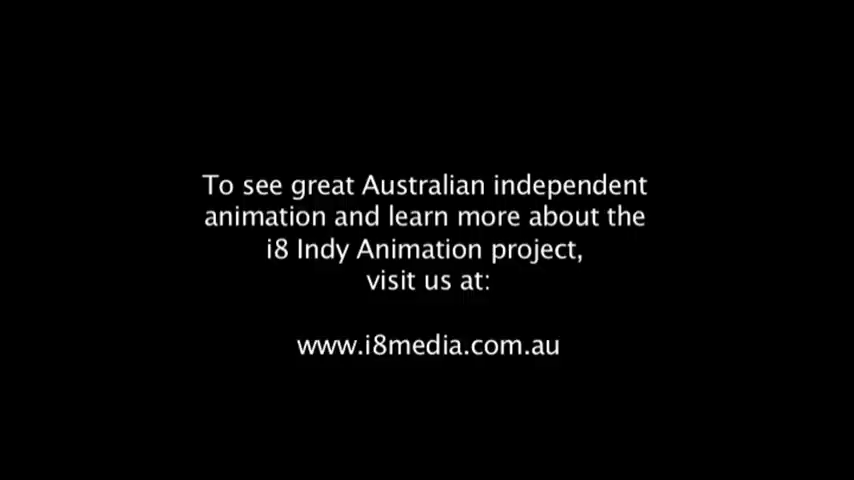 To see great Australian independent
animation and learn more about the
i8 Indy Animation project,
visit us at:
www.i8media.com.au